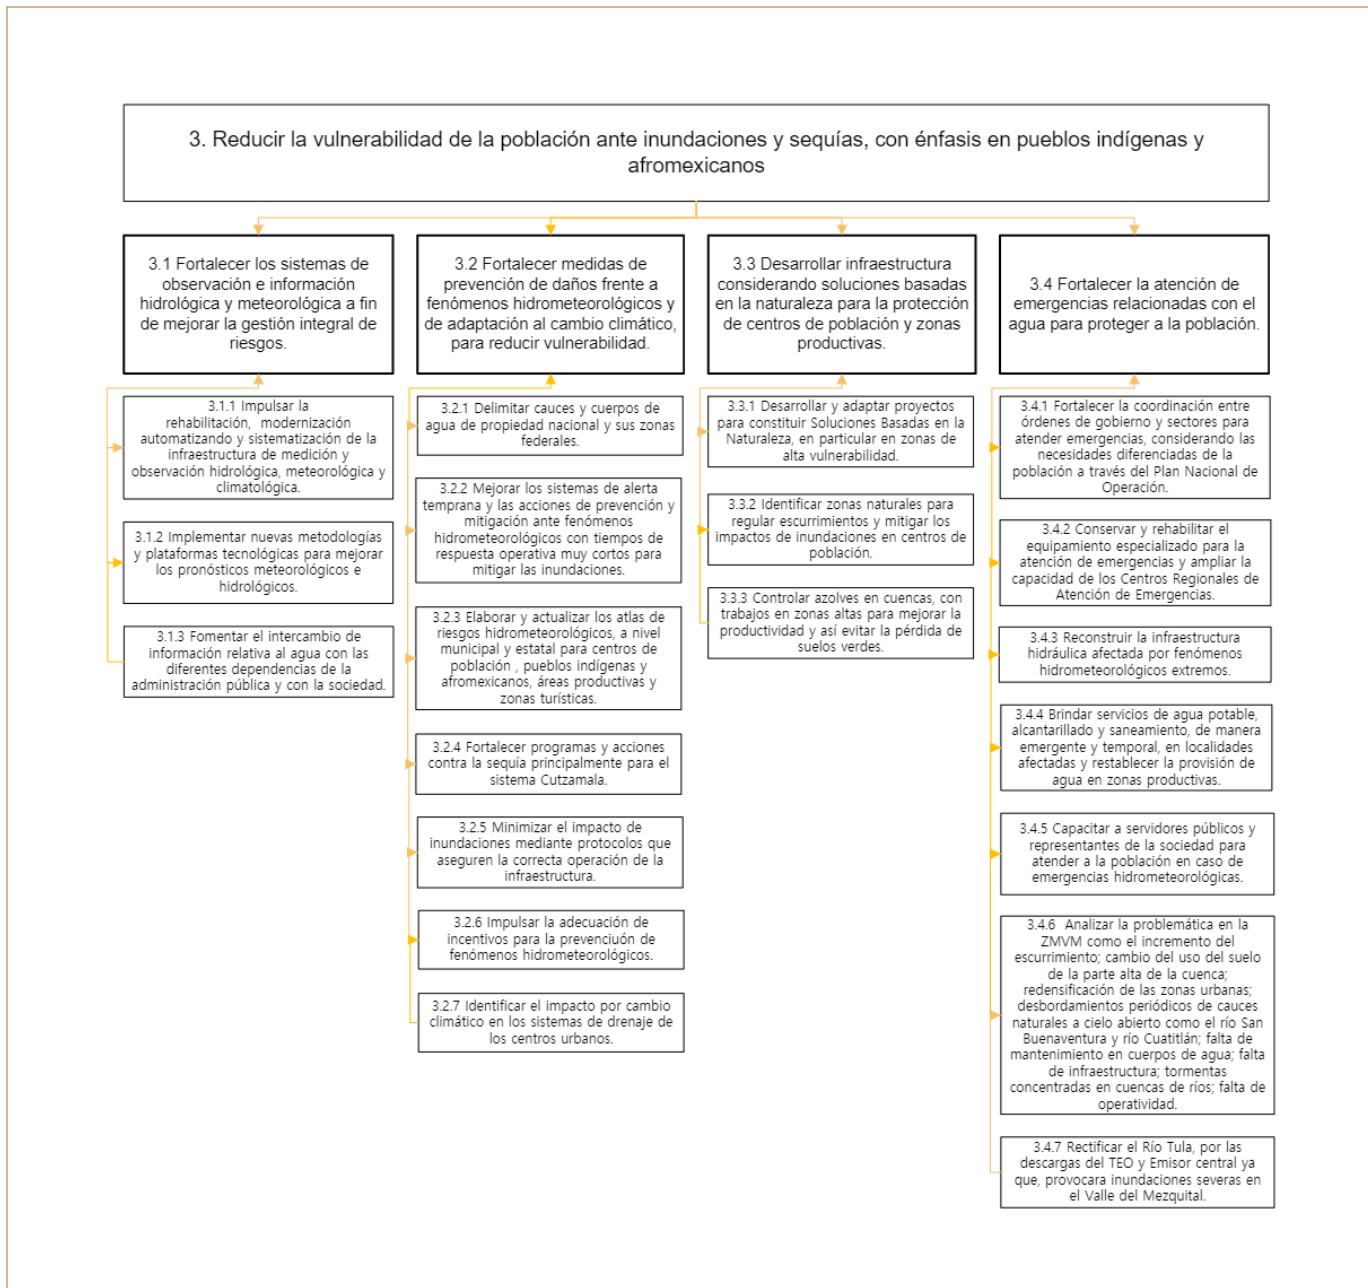 3. Reducir la vulnerabilidad de la población ante inundaciones y sequías, con énfasis en pueblos indígenas y
afromexicanos
3.1 Fortalecer los sistemas de
observación e información
hidrológica y meteorológica a fin
de mejorar la gestión integral de
riesgos.
3.1.1 Impulsar la
rehabilitación, modernización
automatizando y sistematización de la
infraestructura de medición y
observación hidrológica, meteorológica y
climatológica.
3.1.2 Implementar nuevas metodologías
y plataformas tecnológicas para mejorar
los pronósticos meteorológicos e
hidrológicos.
3.1.3 Fomentar el intercambio de
información relativa al agua con las
diferentes dependencias de la
administración pública y con la sociedad.
3.2 Fortalecer medidas de
prevención de daños frente a
fenómenos hidrometeorológicos y
de adaptación al cambio climático,
para reducir vulnerabilidad.
3.2.1 Delimitar cauces y cuerpos de
agua de propiedad nacional y sus zonas
federales.
3.2.2 Mejorar los sistemas de alerta
temprana y las acciones de prevención y
mitigación ante fenómenos
hidrometeorológicos con tiempos de
respuesta operativa muy cortos para
mitigar las inundaciones.
3.2.3 Elaborar y actualizar los atlas de
riesgos hidrometeorológicos, a nivel
municipal y estatal para centros de
población , pueblos indígenas y
afromexicanos, áreas productivas y
zonas turísticas.
3.2.4 Fortalecer programas y acciones
contra la sequía principalmente para el
sistema Cutzamala.
3.2.5 Minimizar el impacto de
inundaciones mediante protocolos que
aseguren la correcta operación de la
infraestructura.
3.2.6 Impulsar la adecuación de
incentivos para la prevenciuón de
fenómenos hidrometeorológicos.
3.2.7 Identificar el impacto por cambio
climático en los sistemas de drenaje de
los centros urbanos.
3.3 Desarrollar infraestructura
considerando soluciones basadas
en la naturaleza para la protección
de centros de población y zonas
productivas.
3.3.1 Desarrollar y adaptar proyectos
para constituir Soluciones Basadas en la
Naturaleza, en particular en zonas de
alta vulnerabilidad.
3.3.2 Identificar zonas naturales para
regular escurrimientos y mitigar los
impactos de inundaciones en centros de
población.
3.3.3 Controlar azolves en cuencas, con
trabajos en zonas altas para mejorar la
productividad y así evitar la pérdida de
suelos verdes.
3.4 Fortalecer la atención de
emergencias relacionadas con el
agua para proteger a la población.
3.4.1 Fortalecer la coordinación entre
órdenes de gobierno y sectores para
atender emergencias, considerando las
necesidades diferenciadas de la
población a través del Plan Nacional de
Operación.
3.4.2 Conservar y rehabilitar el
equipamiento especializado para la
atención de emergencias y ampliar la
capacidad de los Centros Regionales de
Atención de Emergencias.
3.4.3 Reconstruir la infraestructura
hidráulica afectada por fenómenos
hidrometeorológicos extremos.
3.4.4 Brindar servicios de agua potable,
alcantarillado y saneamiento, de manera
emergente y temporal, en localidades
afectadas y restablecer la provisión de
agua en zonas productivas.
3.4.5 Capacitar a servidores públicos y
representantes de la sociedad para
atender a la población en caso de
emergencias hidrometeorológicas.
3.4.6 Analizar la problemática en la
ZMVM como el incremento del
escurrimiento; cambio del uso del suelo
de la parte alta de la cuenca;
redensificación de las zonas urbanas;
desbordamientos periódicos de cauces
naturales a cielo abierto como el río San
Buenaventura y río Cuatitlán; falta de
mantenimiento en cuerpos de agua; falta
de infraestructura; tormentas
concentradas en cuencas de ríos; falta de
operatividad.
3.4.7 Rectificar el Río Tula, por las
descargas del TEO y Emisor central ya
que, provocara inundaciones severas en
el Valle del Mezquital.